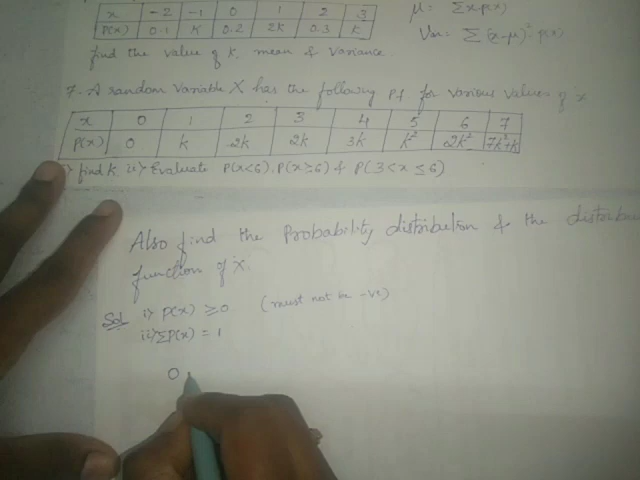 x -2 -1 0 1 2 3 μ: Σxp(x)
P(x) 0.1 k 0.2 2k 0.3 k Var: Σ(x-μ)² p(x)
find the value of k, mean & variance
7. A random variable X has the following Pf for various values of x
x 0 1 2 3 4 5 6 7
P(x) 0 k 2k 2k 3k k² 2k² 7k²+k
i) find k ii) Evaluate P(x<6), P(x≥6) & P(3<x≤6)
Also find the Probability distribution & the
function of X.
Sol i) P(x) ≥0 (must not be -ve)
ii) ΣP(x) = 1
0